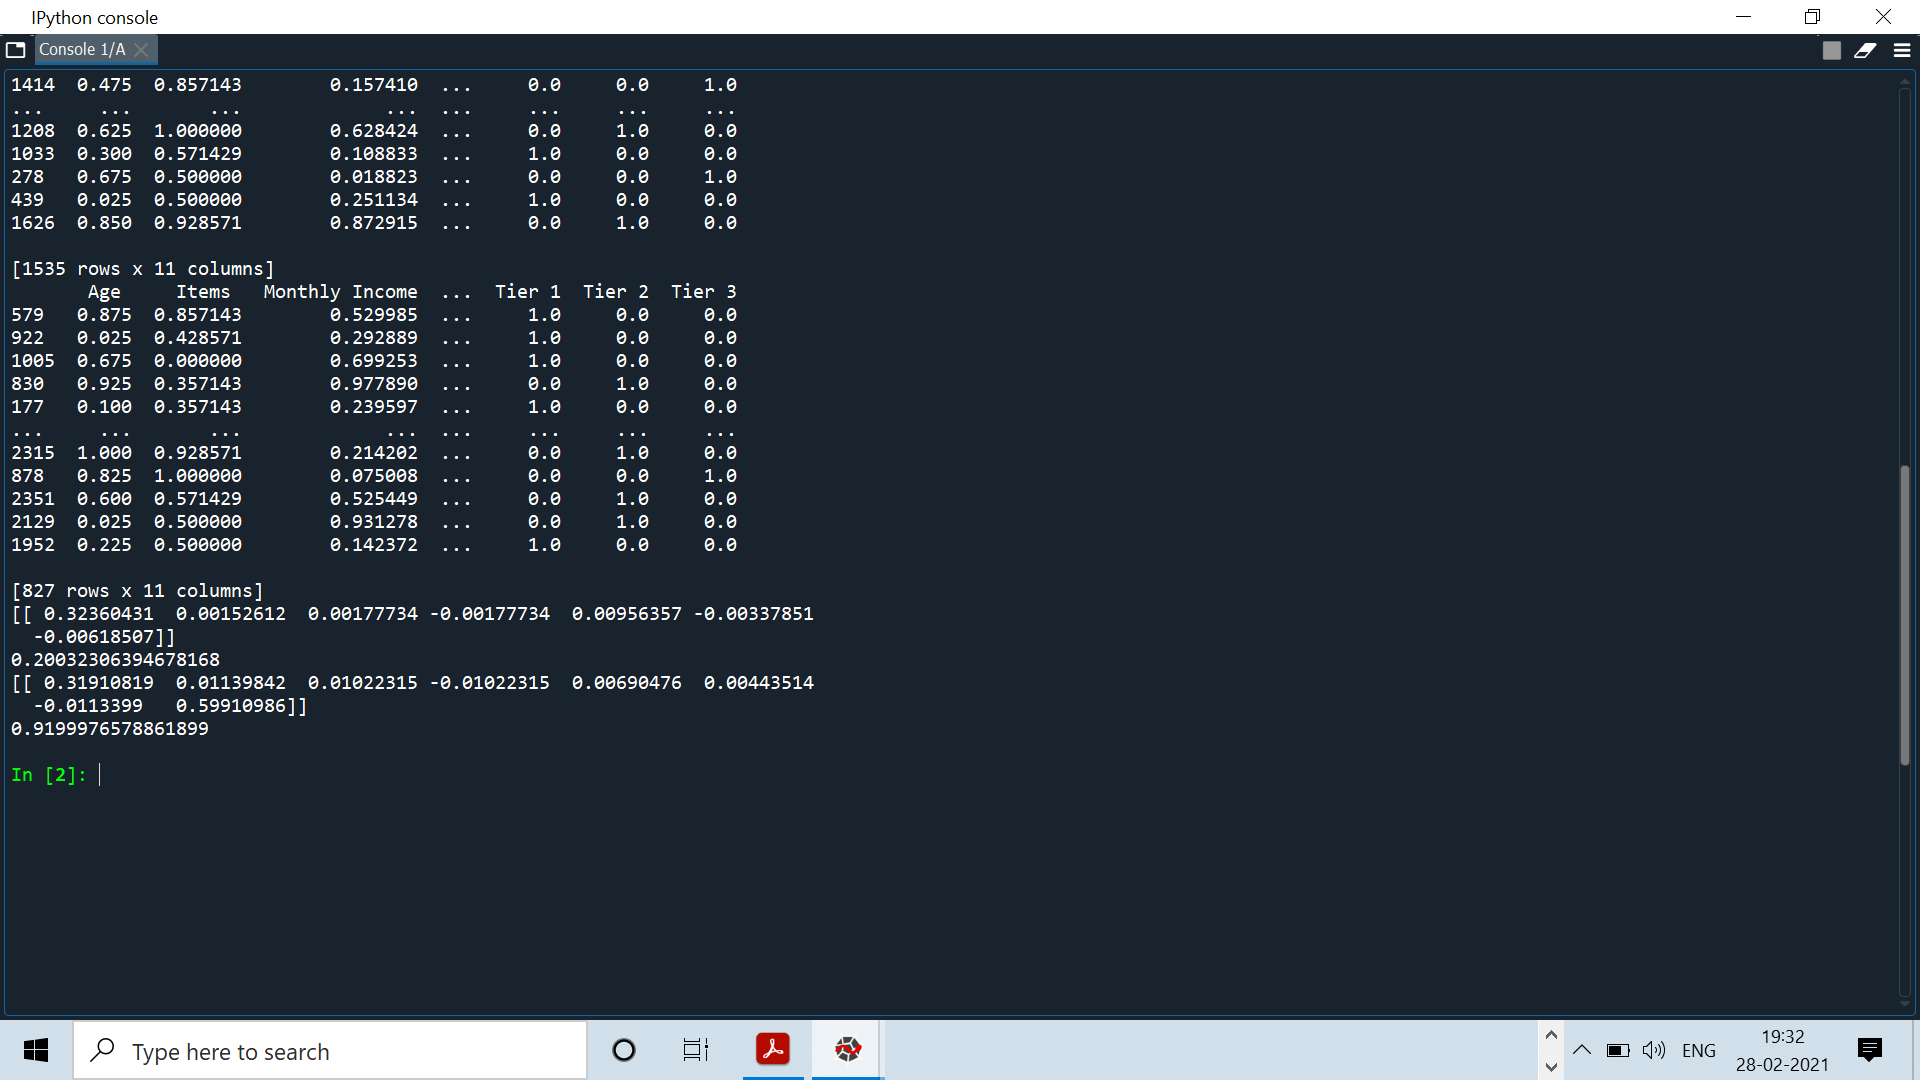 IPython console
Console 1/A
1414  0.475  0.857143        0.157410  ...     0.0     0.0     1.0
...     ...       ...             ...  ...     ...     ...     ...
1208  0.625  1.000000        0.628424  ...     0.0     1.0     0.0
1033  0.300  0.571429        0.108833  ...     1.0     0.0     0.0
278   0.675  0.500000        0.018823  ...     0.0     0.0     1.0
439   0.025  0.500000        0.251134  ...     1.0     0.0     0.0
1626  0.850  0.928571        0.872915  ...     0.0     1.0     0.0
[1535 rows x 11 columns]
       Age     Items   Monthly Income  ...  Tier 1  Tier 2  Tier 3
579   0.875  0.857143        0.529985  ...     1.0     0.0     0.0
922   0.025  0.428571        0.292889  ...     1.0     0.0     0.0
1005  0.675  0.000000        0.699253  ...     1.0     0.0     0.0
830   0.925  0.357143        0.977890  ...     0.0     1.0     0.0
177   0.100  0.357143        0.239597  ...     1.0     0.0     0.0
...     ...       ...             ...  ...     ...     ...     ...
2315  1.000  0.928571        0.214202  ...     0.0     1.0     0.0
878   0.825  1.000000        0.075008  ...     0.0     0.0     1.0
2351  0.600  0.571429        0.525449  ...     0.0     1.0     0.0
2129  0.025  0.500000        0.931278  ...     0.0     1.0     0.0
1952  0.225  0.500000        0.142372  ...     1.0     0.0     0.0
[827 rows x 11 columns]
[[ 0.32360431  0.00152612  0.00177734 -0.00177734  0.00956357 -0.00337851
  -0.00618507]]
0.20032306394678168
[[ 0.31910819  0.01139842  0.01022315 -0.01022315  0.00690476  0.00443514
  -0.0113399   0.59910986]]
0.9199976578861899
In [2]:
Type here to search
ENG
19:32
28-02-2021